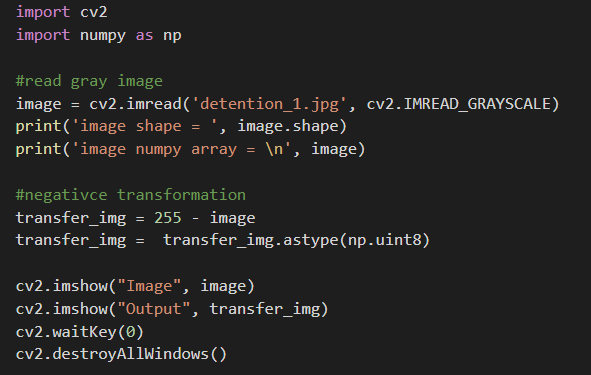 import cv2
import numpy as np
#read gray image
image = cv2.imread('detention_1.jpg', cv2.IMREAD_GRAYSCALE)
print('image shape = ', image.shape)
print('image numpy array = \n', image)
#negativce transformation
transfer_img = 255 - image
transfer_img =  transfer_img.astype(np.uint8)
cv2.imshow("Image", image)
cv2.imshow("Output", transfer_img)
cv2.waitKey(0)
cv2.destroyAllWindows()